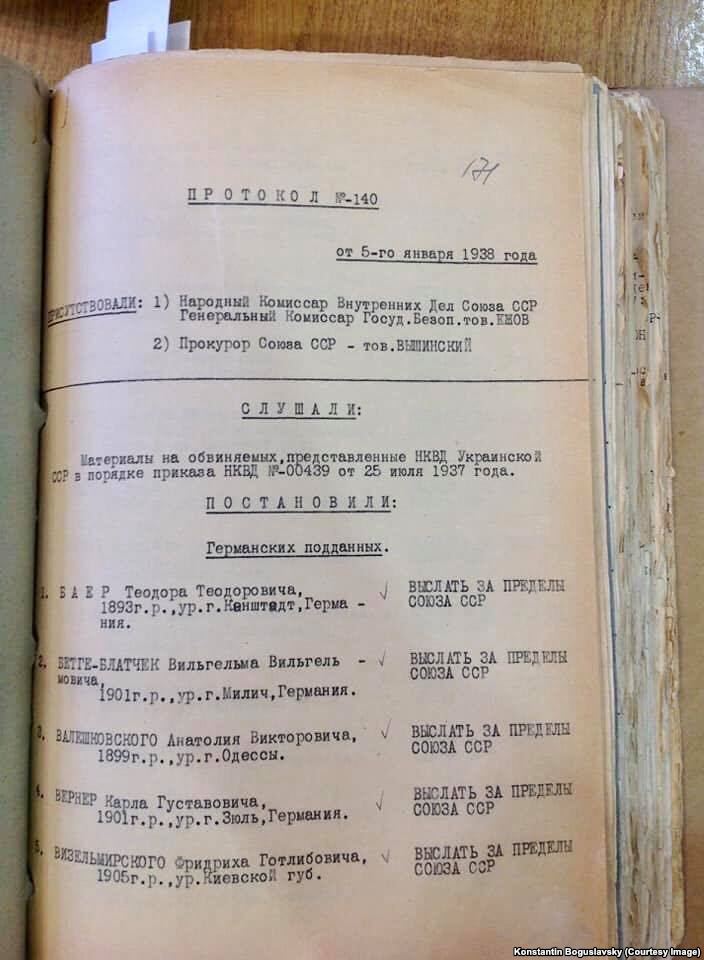 171
ПРОТОКОЛ №-140
от 5-го января 1938 года
ПРИСУТСТВОВАЛИ: 1) Народный Комиссар Внутренних Дел Союза ССР
Генеральный Комиссар Госуд.Безоп.тов.ЕЖОВ
2) Прокурор Союза ССР - тов.ВЫШИНСКИЙ
СЛУШАЛИ:
Материалы на обвиняемых,представленные НКВД Украинской
ССР в порядке приказа НКВД №-00439 от 25 июля 1937 года.
ПОСТАНОВИЛИ:
Германских подданных.
1. БАЕР Теодора Теодоровича, ВЫСЛАТЬ ЗА ПРЕДЕЛЫ
1893г.р.,ур.г.Канштадт,Герма - СОЮЗА ССР
ния.
2. БЕТГЕ-БЛАТЧЕК Вильгельма Вильгель - ВЫСЛАТЬ ЗА ПРЕДЕЛЫ
мовича, СОЮЗА ССР
1901г.р.,ур.г.Милич,Германия.
3. ВАЛЕШКОВСКОГО Анатолия Викторовича, ВЫСЛАТЬ ЗА ПРЕДЕЛЫ
1899г.р.,ур.г.Одессы. СОЮЗА ССР
4. ВЕРНЕР Карла Густавовича, ВЫСЛАТЬ ЗА ПРЕДЕЛЫ
1901г.р.,ур.г.Зюль,Германия. СОЮЗА ССР
5. ВИЗЕЛЬМИРСКОГО Фридриха Готлибовича, ВЫСЛАТЬ ЗА ПРЕДЕЛЫ
1905г.р.,ур.Киевской губ. СОЮЗА ССР
Konstantin Boguslavsky (Courtesy Image)